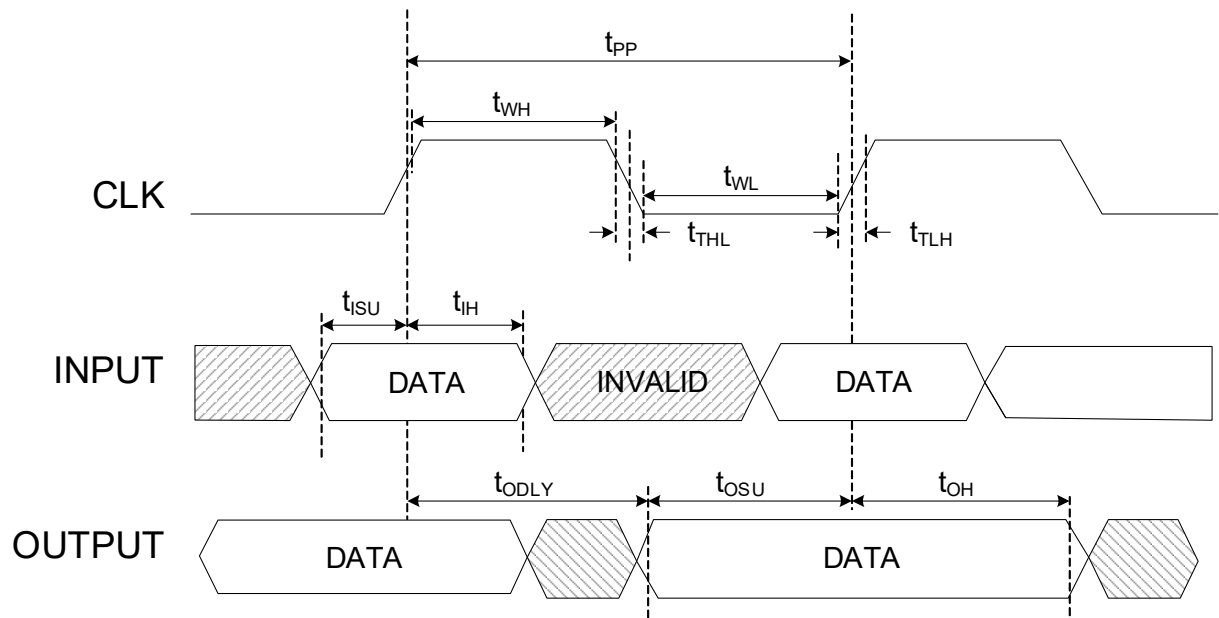 tPP
tWH
CLK
tWL
tTHL
tTLH
tISU
tIH
INPUT
DATA
INVALID
DATA
tODLY
tOSU
tOH
OUTPUT
DATA
DATA